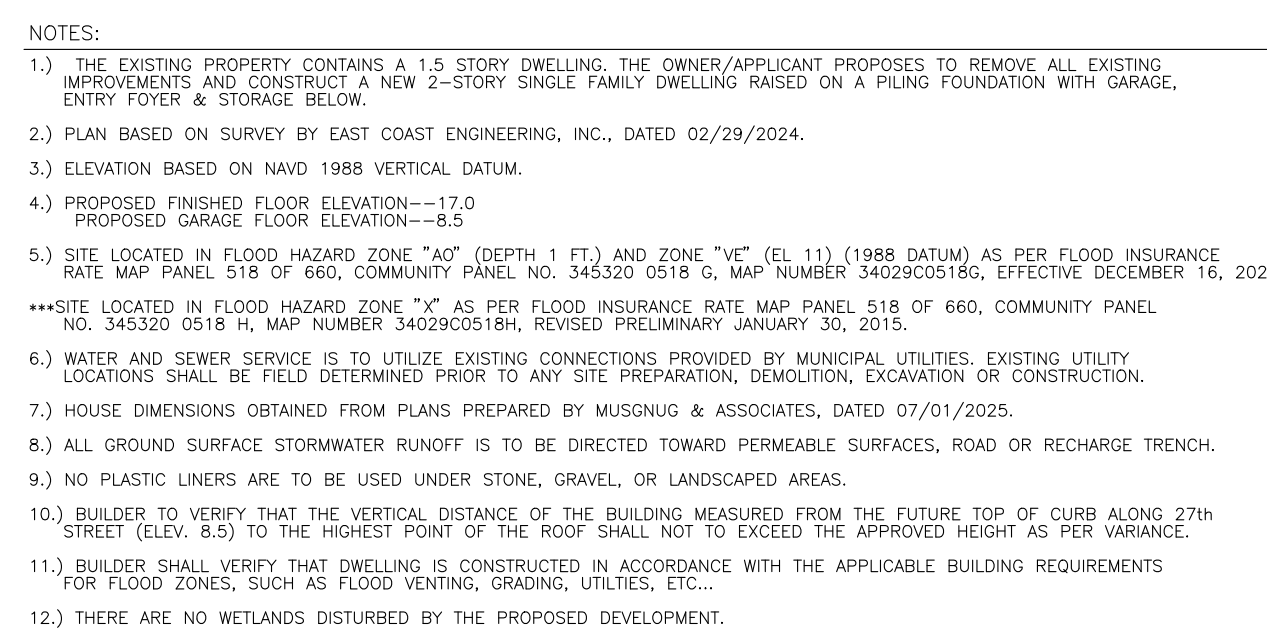 NOTES:
1.) THE EXISTING PROPERTY CONTAINS A 1.5 STORY DWELLING. THE OWNER/APPLICANT PROPOSES TO REMOVE ALL EXISTING
IMPROVEMENTS AND CONSTRUCT A NEW 2-STORY SINGLE FAMILY DWELLING RAISED ON A PILING FOUNDATION WITH GARAGE,
ENTRY FOYER & STORAGE BELOW.
2.) PLAN BASED ON SURVEY BY EAST COAST ENGINEERING, INC., DATED 02/29/2024.
3.) ELEVATION BASED ON NAVD 1988 VERTICAL DATUM.
4.) PROPOSED FINISHED FLOOR ELEVATION--17.0
PROPOSED GARAGE FLOOR ELEVATION--8.5
5.) SITE LOCATED IN FLOOD HAZARD ZONE "AO" (DEPTH 1 FT.) AND ZONE "VE" (EL 11) (1988 DATUM) AS PER FLOOD INSURANCE
RATE MAP PANEL 518 OF 660, COMMUNITY PANEL NO. 345320 0518 G, MAP NUMBER 34029C0518G, EFFECTIVE DECEMBER 16, 202
***SITE LOCATED IN FLOOD HAZARD ZONE "X" AS PER FLOOD INSURANCE RATE MAP PANEL 518 OF 660, COMMUNITY PANEL
NO. 345320 0518 H, MAP NUMBER 34029C0518H, REVISED PRELIMINARY JANUARY 30, 2015.
6.) WATER AND SEWER SERVICE IS TO UTILIZE EXISTING CONNECTIONS PROVIDED BY MUNICIPAL UTILITIES. EXISTING UTILITY
LOCATIONS SHALL BE FIELD DETERMINED PRIOR TO ANY SITE PREPARATION, DEMOLITION, EXCAVATION OR CONSTRUCTION.
7.) HOUSE DIMENSIONS OBTAINED FROM PLANS PREPARED BY MUSGNUG & ASSOCIATES, DATED 07/01/2025.
8.) ALL GROUND SURFACE STORMWATER RUNOFF IS TO BE DIRECTED TOWARD PERMEABLE SURFACES, ROAD OR RECHARGE TRENCH.
9.) NO PLASTIC LINERS ARE TO BE USED UNDER STONE, GRAVEL, OR LANDSCAPED AREAS.
10.) BUILDER TO VERIFY THAT THE VERTICAL DISTANCE OF THE BUILDING MEASURED FROM THE FUTURE TOP OF CURB ALONG 27th
STREET (ELEV. 8.5) TO THE HIGHEST POINT OF THE ROOF SHALL NOT TO EXCEED THE APPROVED HEIGHT AS PER VARIANCE.
11.) BUILDER SHALL VERIFY THAT DWELLING IS CONSTRUCTED IN ACCORDANCE WITH THE APPLICABLE BUILDING REQUIREMENTS
FOR FLOOD ZONES, SUCH AS FLOOD VENTING, GRADING, UTILTIES, ETC...
12.) THERE ARE NO WETLANDS DISTURBED BY THE PROPOSED DEVELOPMENT.